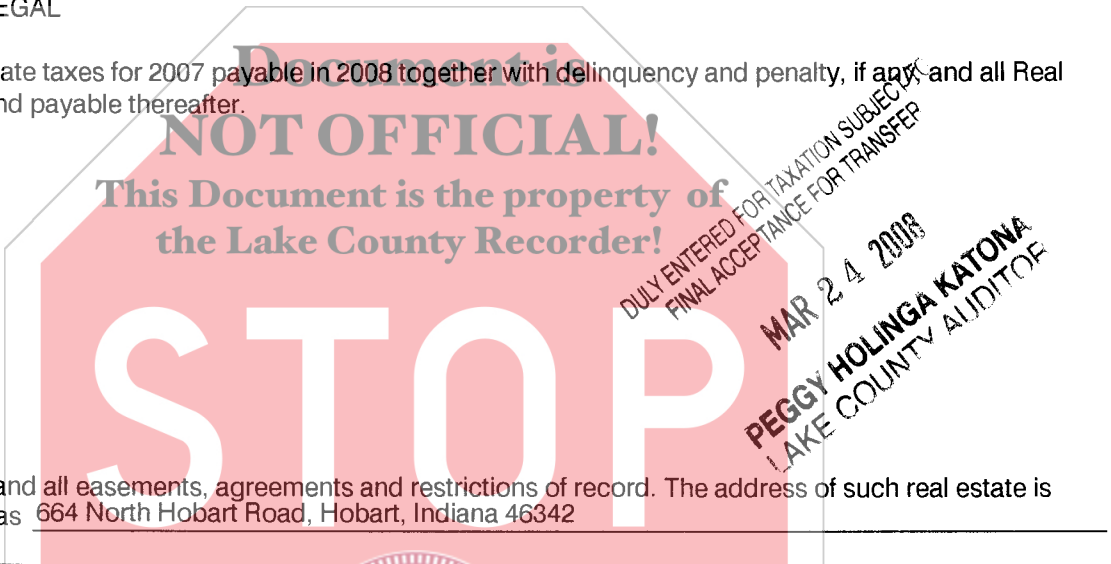 EGAL
ate taxes for 2007 payable in 2008 together with delinquency and penalty, if any, and all Real
nd payable thereafter.
Document is
NOT OFFICIAL!
This Document is the property of
the Lake County Recorder!
STOP
DULY ENTERED FOR TAXATION SUBJECT TO
FINAL ACCEPTANCE FOR TRANSFER
MAR 24 2008
PEGGY HOLINGA KATONA
LAKE COUNTY AUDITOR
and all easements, agreements and restrictions of record. The address of such real estate is
as 664 North Hobart Road, Hobart, Indiana 46342